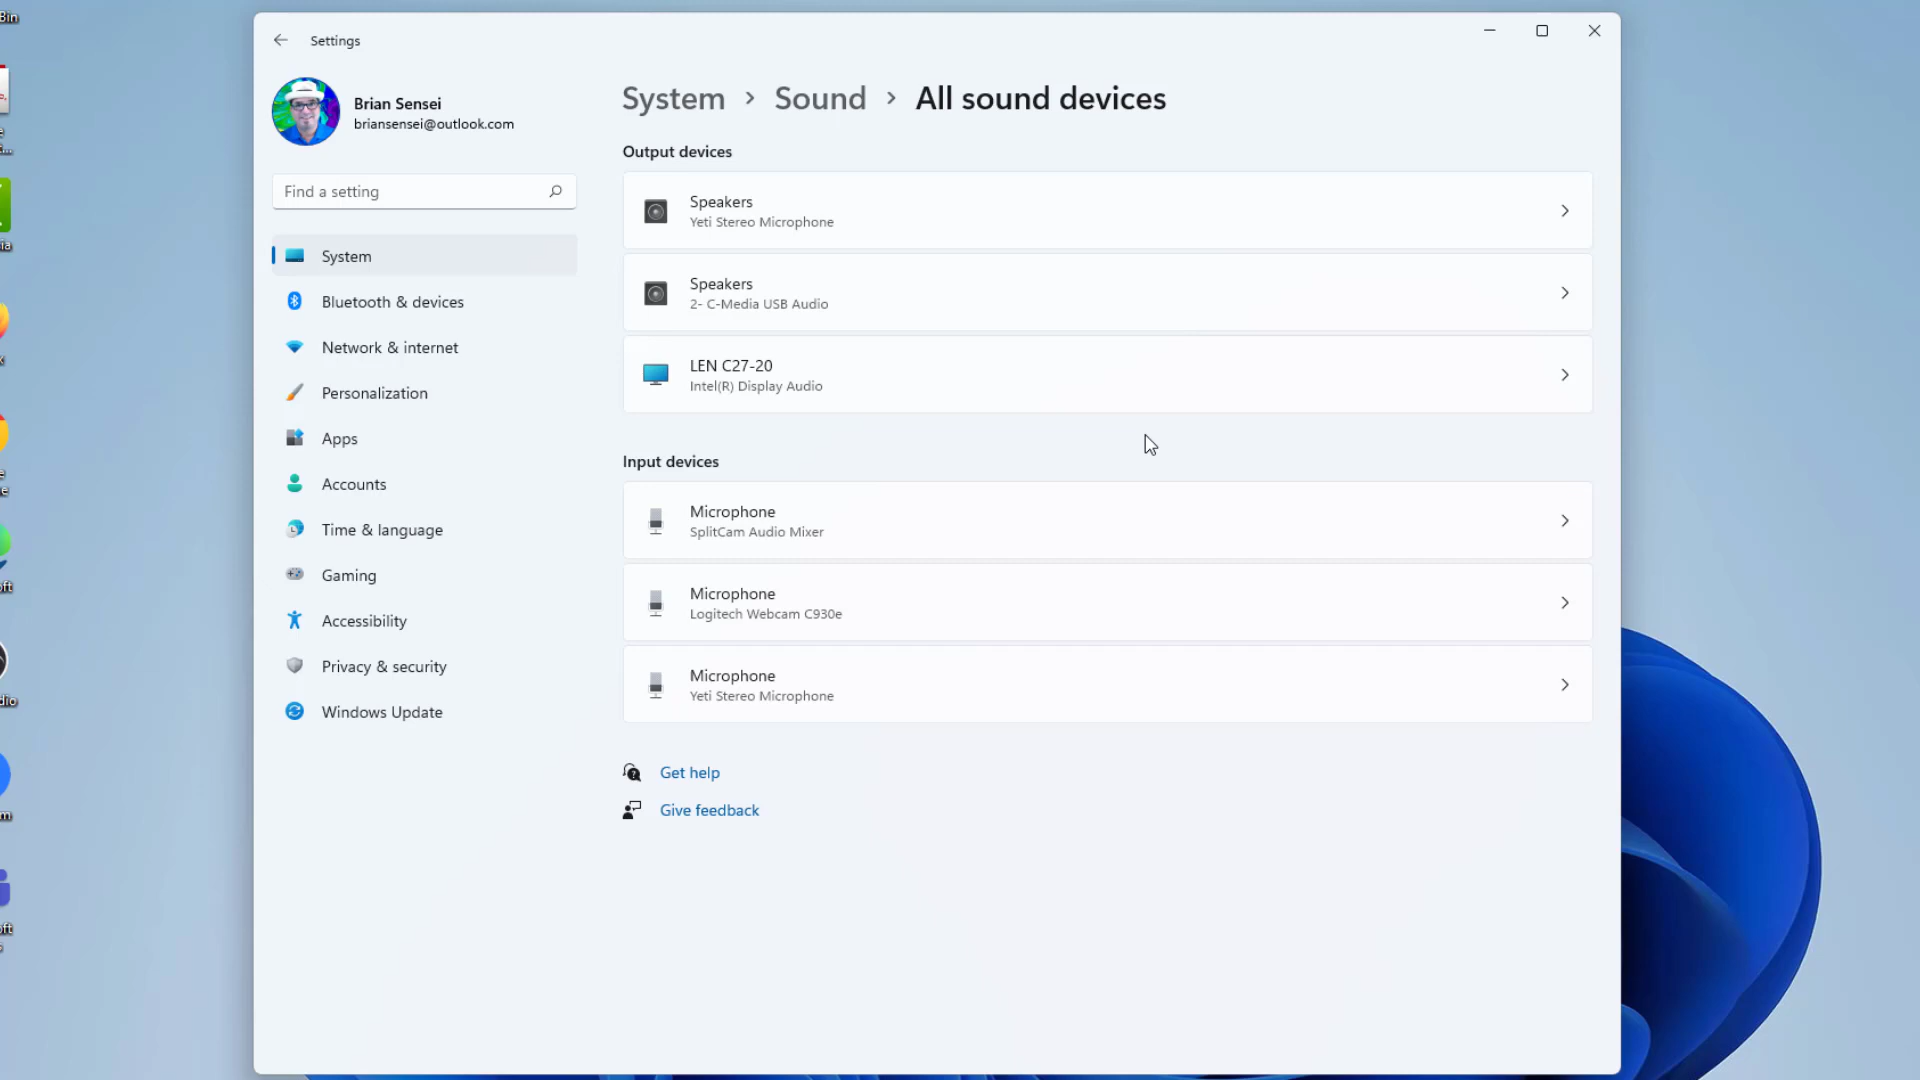 Bin
Settings
Brian Sensei
briansensei@outlook.com
Find a setting
System
Bluetooth & devices
Network & internet
Personalization
Apps
Accounts
Time & language
Gaming
Accessibility
Privacy & security
Windows Update
System > Sound > All sound devices
Output devices
Speakers
Yeti Stereo Microphone
Speakers
2- C-Media USB Audio
LEN C27-20
Intel(R) Display Audio
Input devices
Microphone
SplitCam Audio Mixer
Microphone
Logitech Webcam C930e
Microphone
Yeti Stereo Microphone
Get help
Give feedback